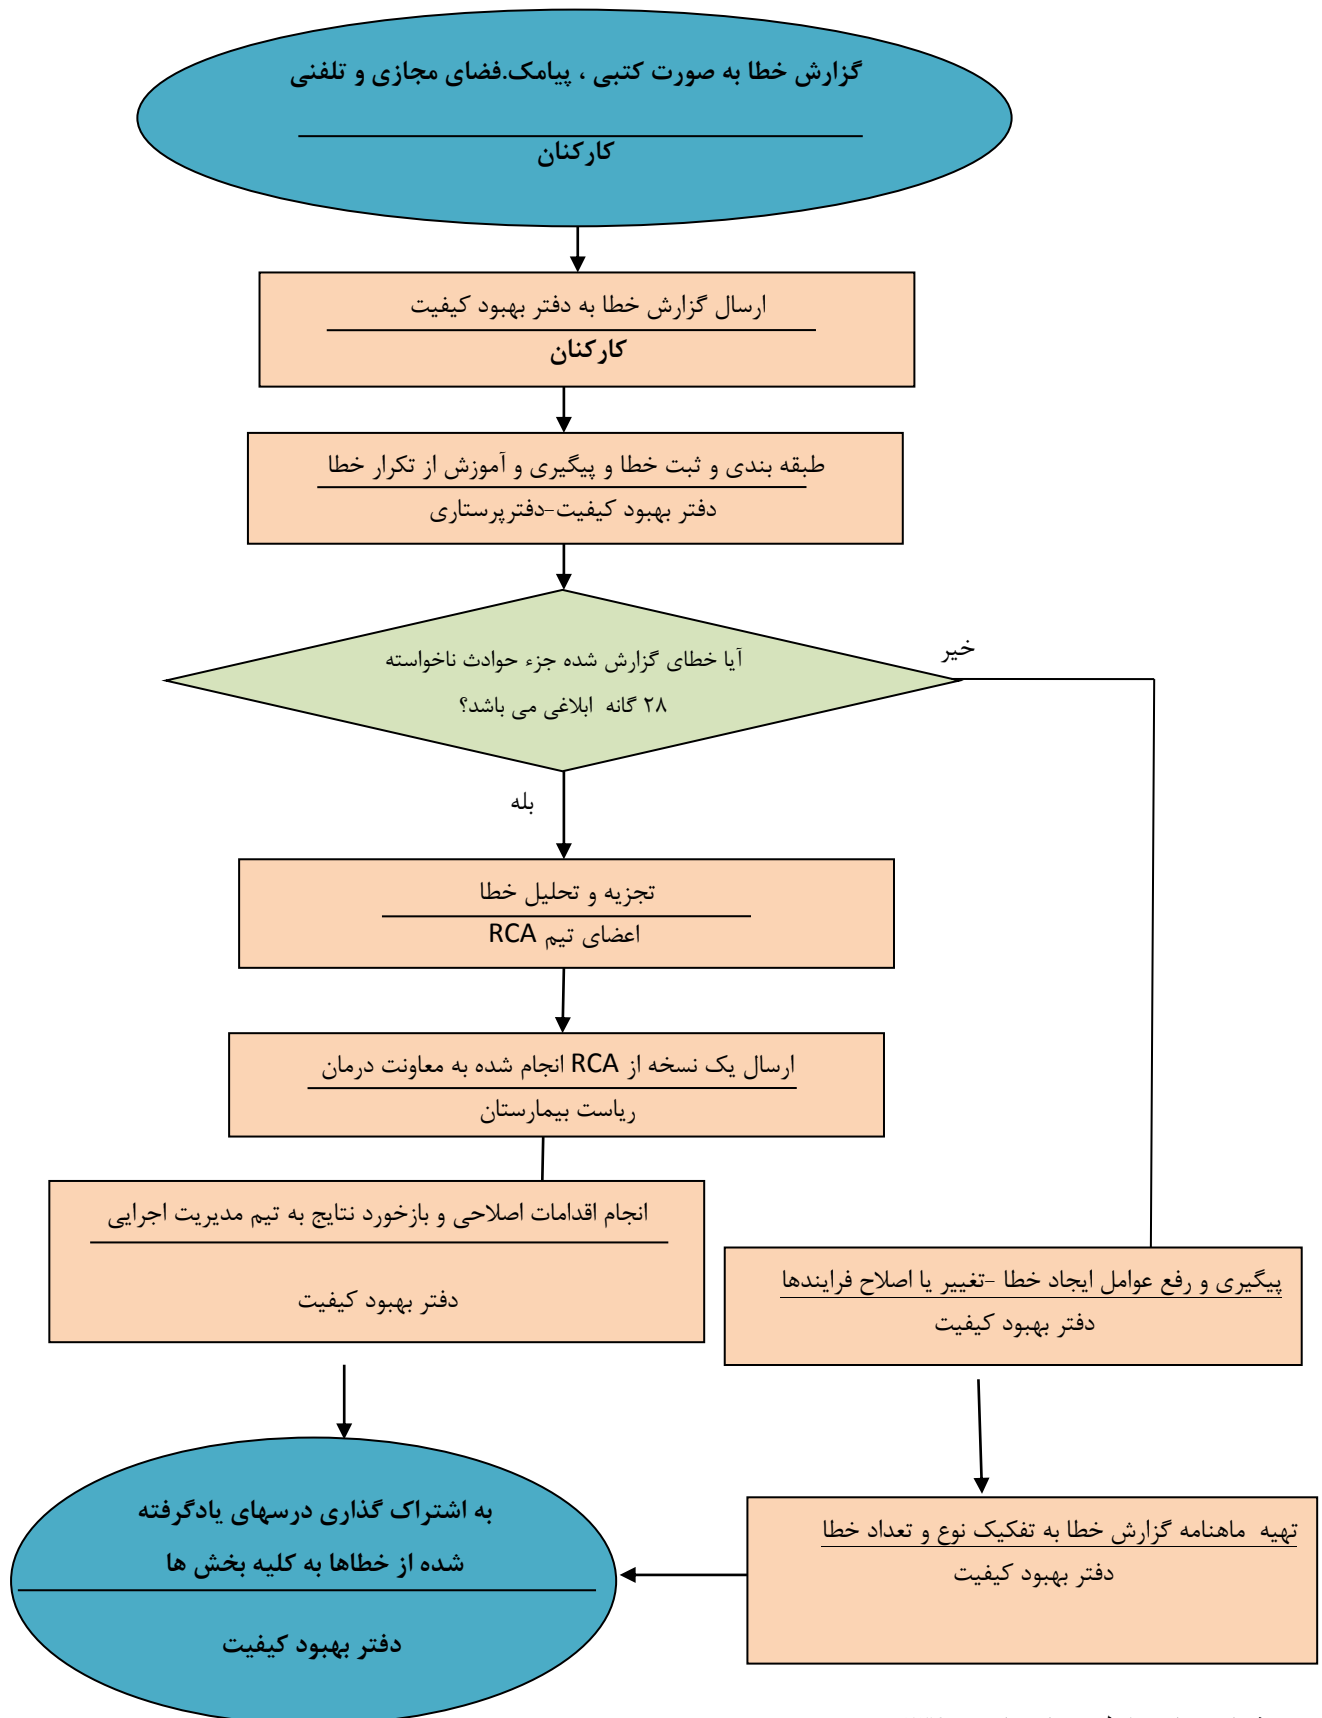 گزارش خطا به صورت کتبی ، پیامک.فضای مجازی و تلفنی
کارکنان
ارسال گزارش خطا به دفتر بهبود کیفیت
کارکنان
طبقه بندی و ثبت خطا و پیگیری و آموزش از تکرار خطا
دفتر بهبود کیفیت-دفترپرستاری
آیا خطای گزارش شده جزء حوادث ناخواسته
۲۸ گانه ابلاغی می باشد؟
خیر
بله
تجزیه و تحلیل خطا
اعضای تیم RCA
ارسال یک نسخه از RCA انجام شده به معاونت درمان
ریاست بیمارستان
انجام اقدامات اصلاحی و بازخورد نتایج به تیم مدیریت اجرایی
دفتر بهبود کیفیت
پیگیری و رفع عوامل ایجاد خطا -تغییر یا اصلاح فرایندها
دفتر بهبود کیفیت
تهیه ماهنامه گزارش خطا به تفکیک نوع و تعداد خطا
دفتر بهبود کیفیت
به اشتراک گذاری درسهای یادگرفته
شده از خطاها به کلیه بخش ها
دفتر بهبود کیفیت